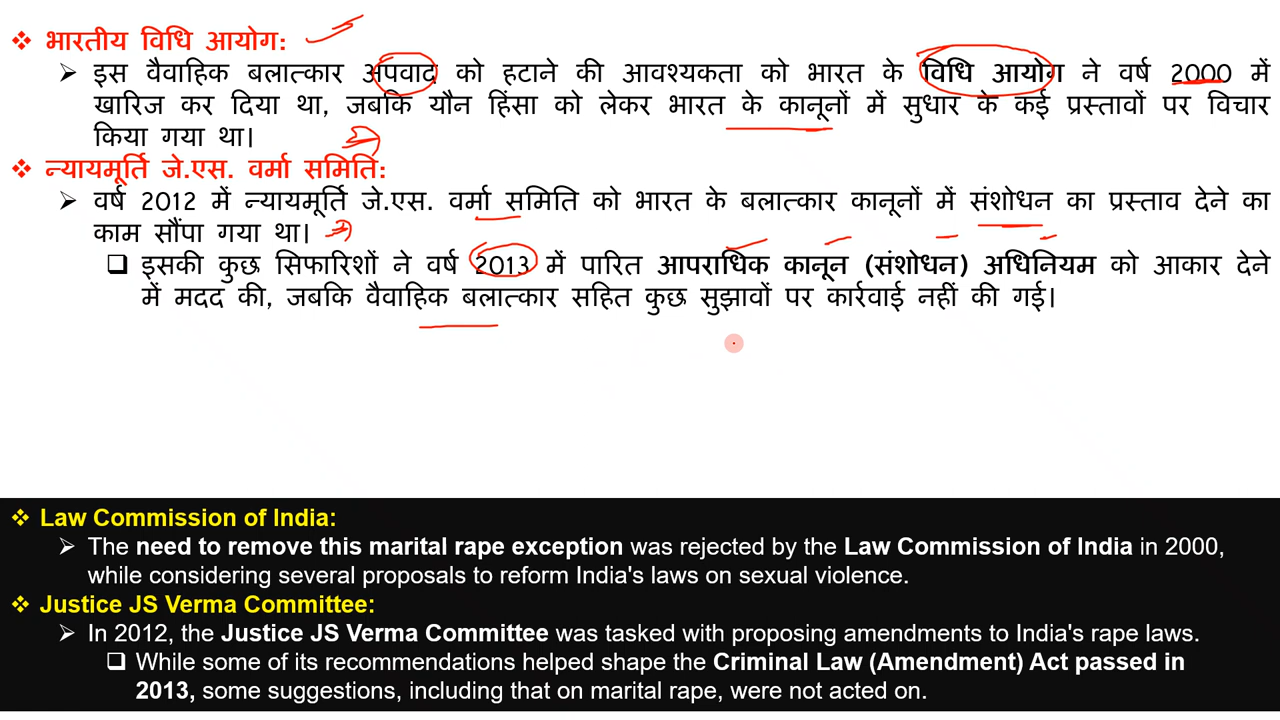 ❖ भारतीय विधि आयोग:
➤ इस वैवाहिक बलात्कार अपवाद को हटाने की आवश्यकता को भारत के विधि आयोग ने वर्ष 2000 में
खारिज कर दिया था, जबकि यौन हिंसा को लेकर भारत के कानूनों में सुधार के कई प्रस्तावों पर विचार
किया गया था।
❖ न्यायमूर्ति जे.एस. वर्मा समिति:
➤ वर्ष 2012 में न्यायमूर्ति जे.एस. वर्मा समिति को भारत के बलात्कार कानूनों में संशोधन का प्रस्ताव देने का
काम सौंपा गया था।
❑ इसकी कुछ सिफारिशों ने वर्ष 2013 में पारित आपराधिक कानून (संशोधन) अधिनियम को आकार देने
में मदद की, जबकि वैवाहिक बलात्कार सहित कुछ सुझावों पर कार्रवाई नहीं की गई।
❖ Law Commission of India:
➤ The need to remove this marital rape exception was rejected by the Law Commission of India in 2000,
while considering several proposals to reform India's laws on sexual violence.
❖ Justice JS Verma Committee:
➤ In 2012, the Justice JS Verma Committee was tasked with proposing amendments to India's rape laws.
❑ While some of its recommendations helped shape the Criminal Law (Amendment) Act passed in
2013, some suggestions, including that on marital rape, were not acted on.